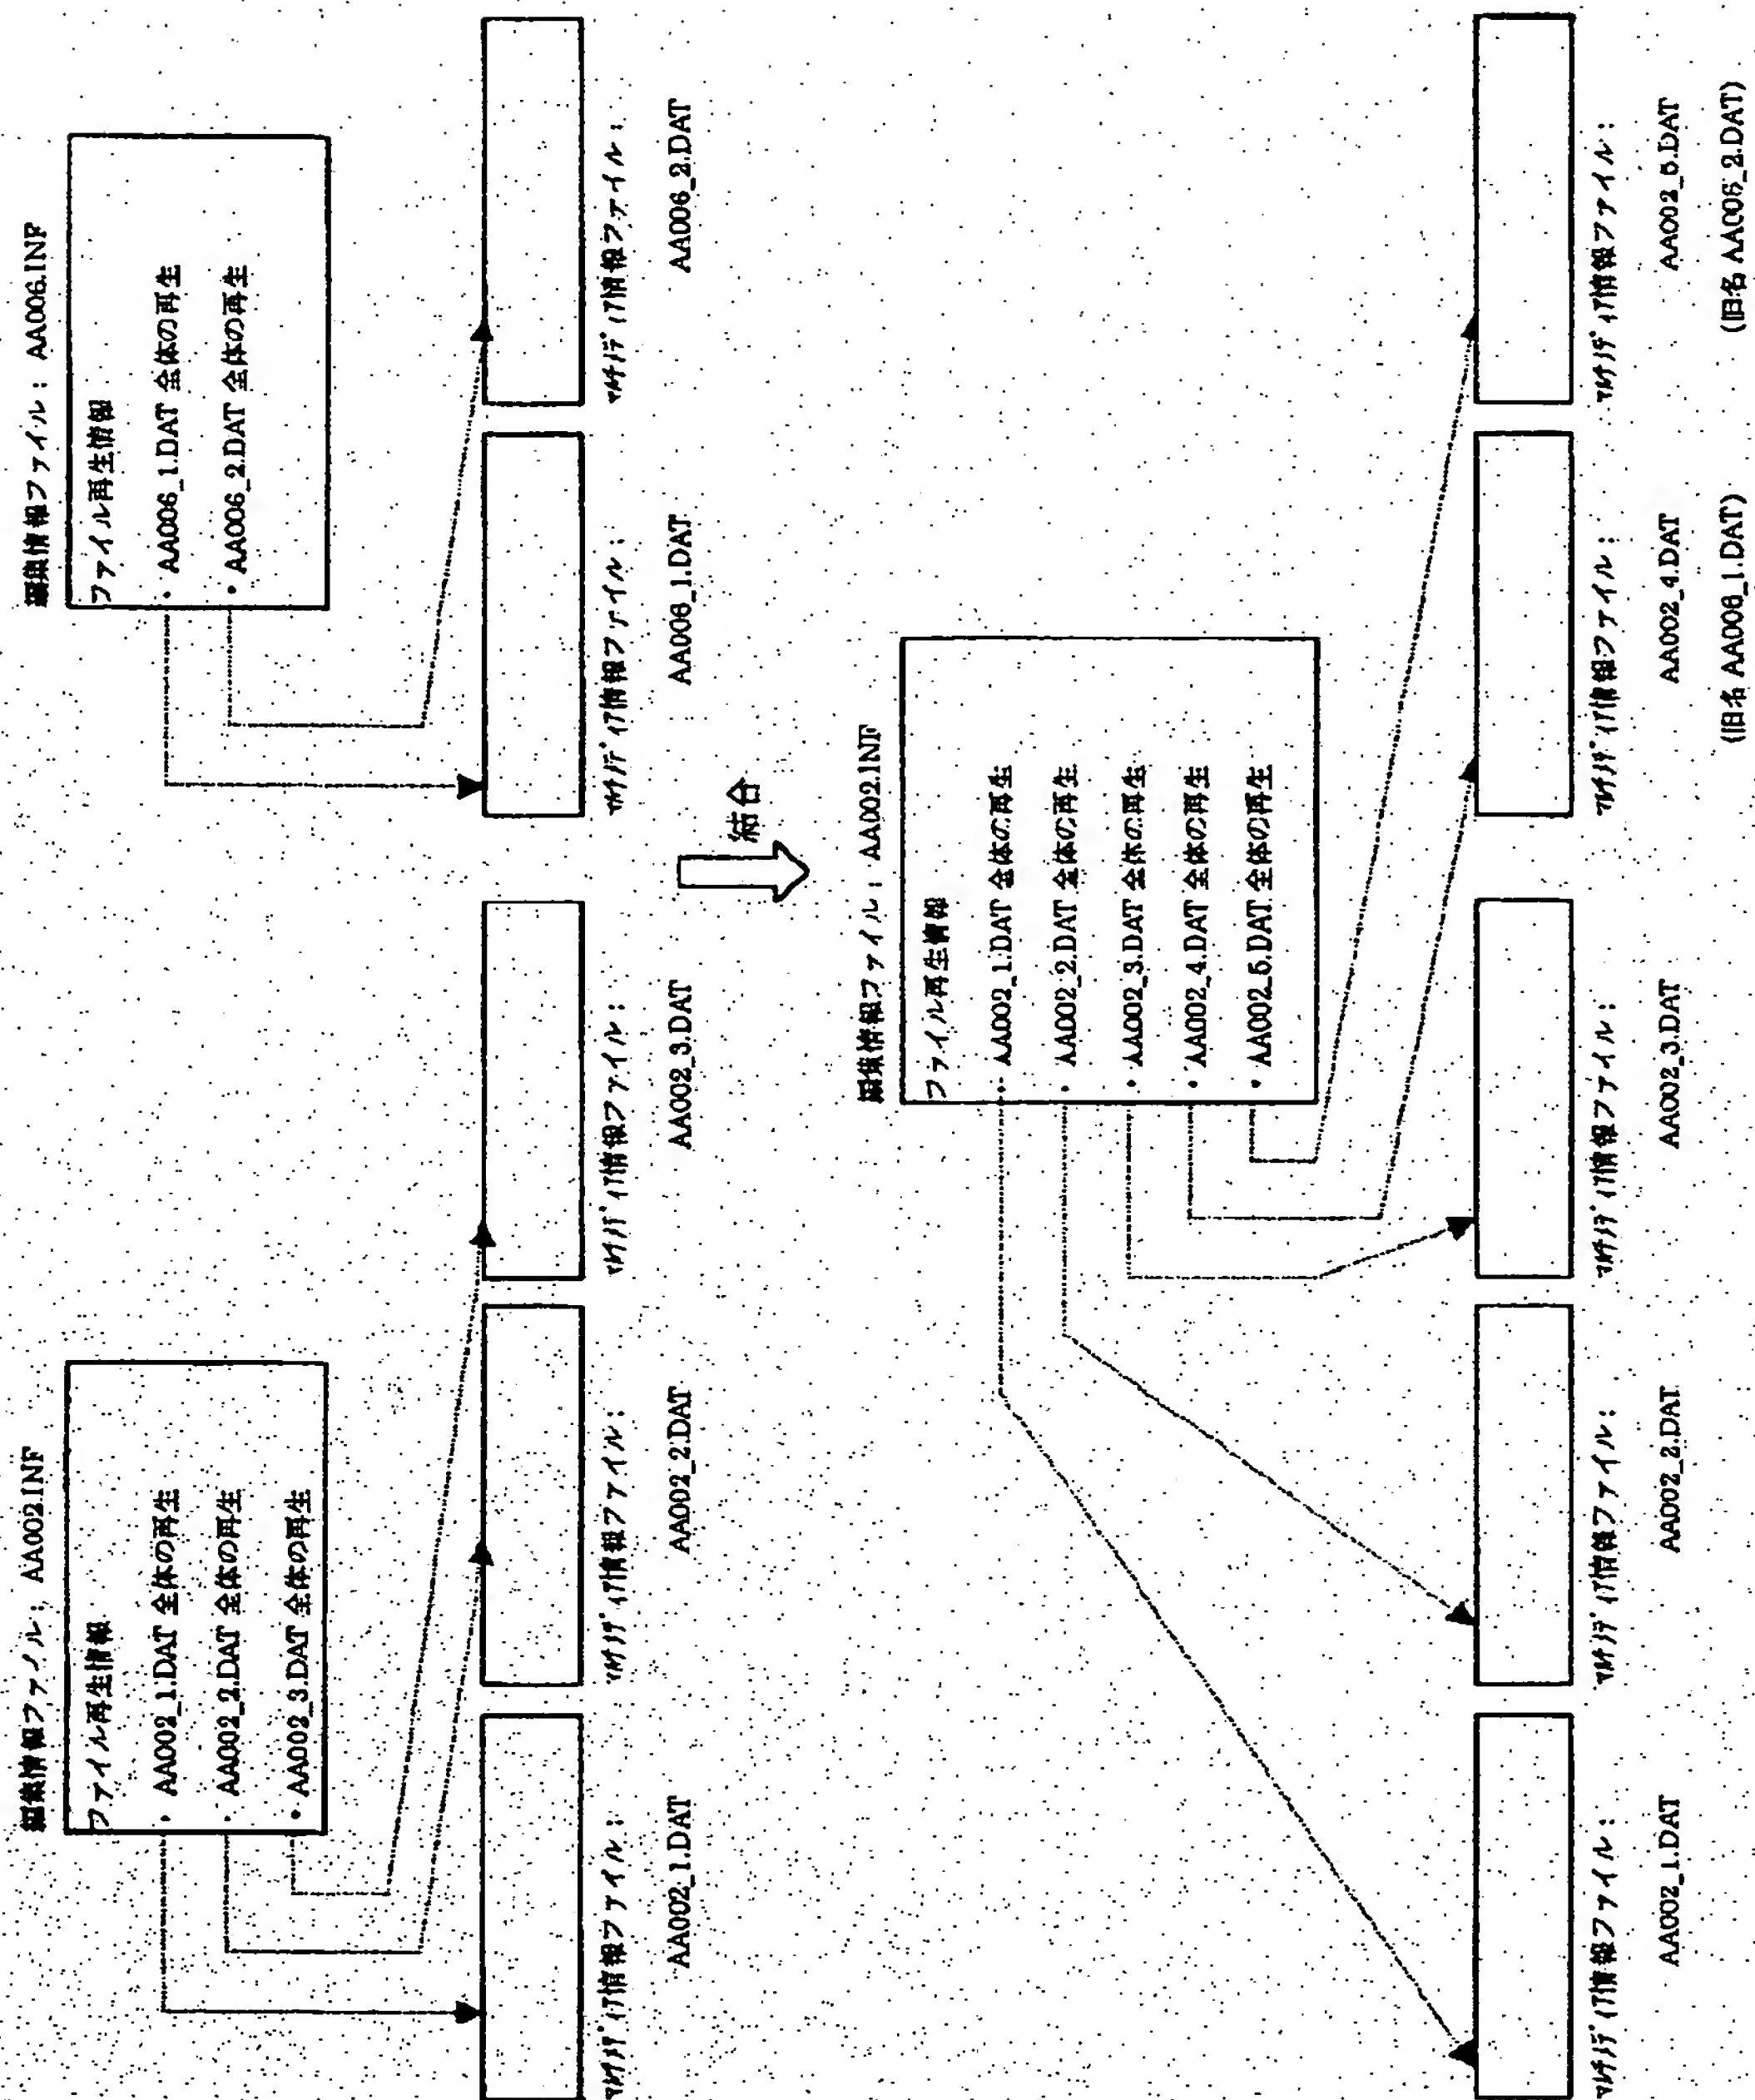 編集情報ファイル: AA002.INF
ファイル再生情報
・AA002_1.DAT 全体の再生
・AA002_2.DAT 全体の再生
・AA002_3.DAT 全体の再生
マルチメディア情報ファイル:
AA002_1.DAT
マルチメディア情報ファイル:
AA002_2.DAT
マルチメディア情報ファイル:
AA002_3.DAT
編集情報ファイル: AA006.INF
ファイル再生情報
・AA006_1.DAT 全体の再生
・AA006_2.DAT 全体の再生
マルチメディア情報ファイル:
AA006_1.DAT
マルチメディア情報ファイル:
AA006_2.DAT
結合
編集情報ファイル: AA002.INF
ファイル再生情報
・AA002_1.DAT 全体の再生
・AA002_2.DAT 全体の再生
・AA002_3.DAT 全体の再生
・AA002_4.DAT 全体の再生
・AA002_5.DAT 全体の再生
マルチメディア情報ファイル:
AA002_1.DAT
マルチメディア情報ファイル:
AA002_2.DAT
マルチメディア情報ファイル:
AA002_3.DAT
マルチメディア情報ファイル:
AA002_4.DAT
(旧名 AA006_1.DAT)
マルチメディア情報ファイル:
AA002_5.DAT
(旧名 AA006_2.DAT)